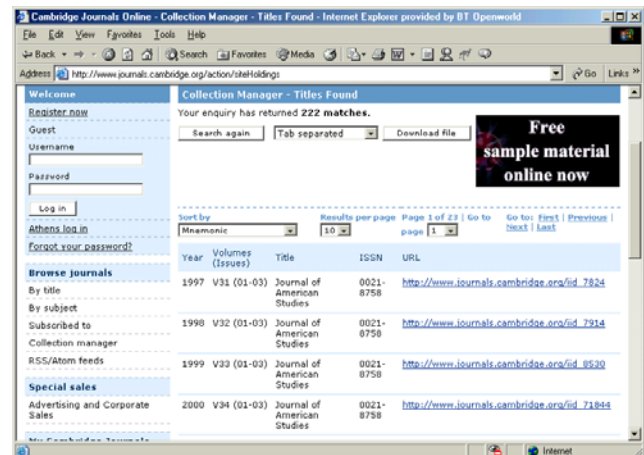 Cambridge Journals Online - Collection Manager - Titles Found - Internet Explorer provided by BT Openworld
File Edit View Favorites Tools Help
Back Search Favorites Media
Address http://www.journals.cambridge.org/action/siteHoldings Go Links »
Welcome
Register now
Guest
Username
Password
Log in
Athens log in
Forgot your password?
Browse journals
By title
By subject
Subscribed to
Collection manager
RSS/Atom feeds
Special sales
Advertising and Corporate
Sales
My Cambridge Journals
Collection Manager - Titles Found
Your enquiry has returned 222 matches.
Search again Tab separated Download file
Free
sample material
online now
Sort by Results per page Page 1 of 23 | Go to Go to: First | Previous |
Mnemonic 10 page 1 Next | Last
Year Volumes (Issues) Title ISSN URL
1997 V31 (01-03) Journal of 0021- http://www.journals.cambridge.org/iid_7824
American 8758
Studies
1998 V32 (01-03) Journal of 0021- http://www.journals.cambridge.org/iid_7914
American 8758
Studies
1999 V33 (01-03) Journal of 0021- http://www.journals.cambridge.org/iid_8530
American 8758
Studies
2000 V34 (01-03) Journal of 0021- http://www.journals.cambridge.org/iid_71844
American 8758
Studies
Internet